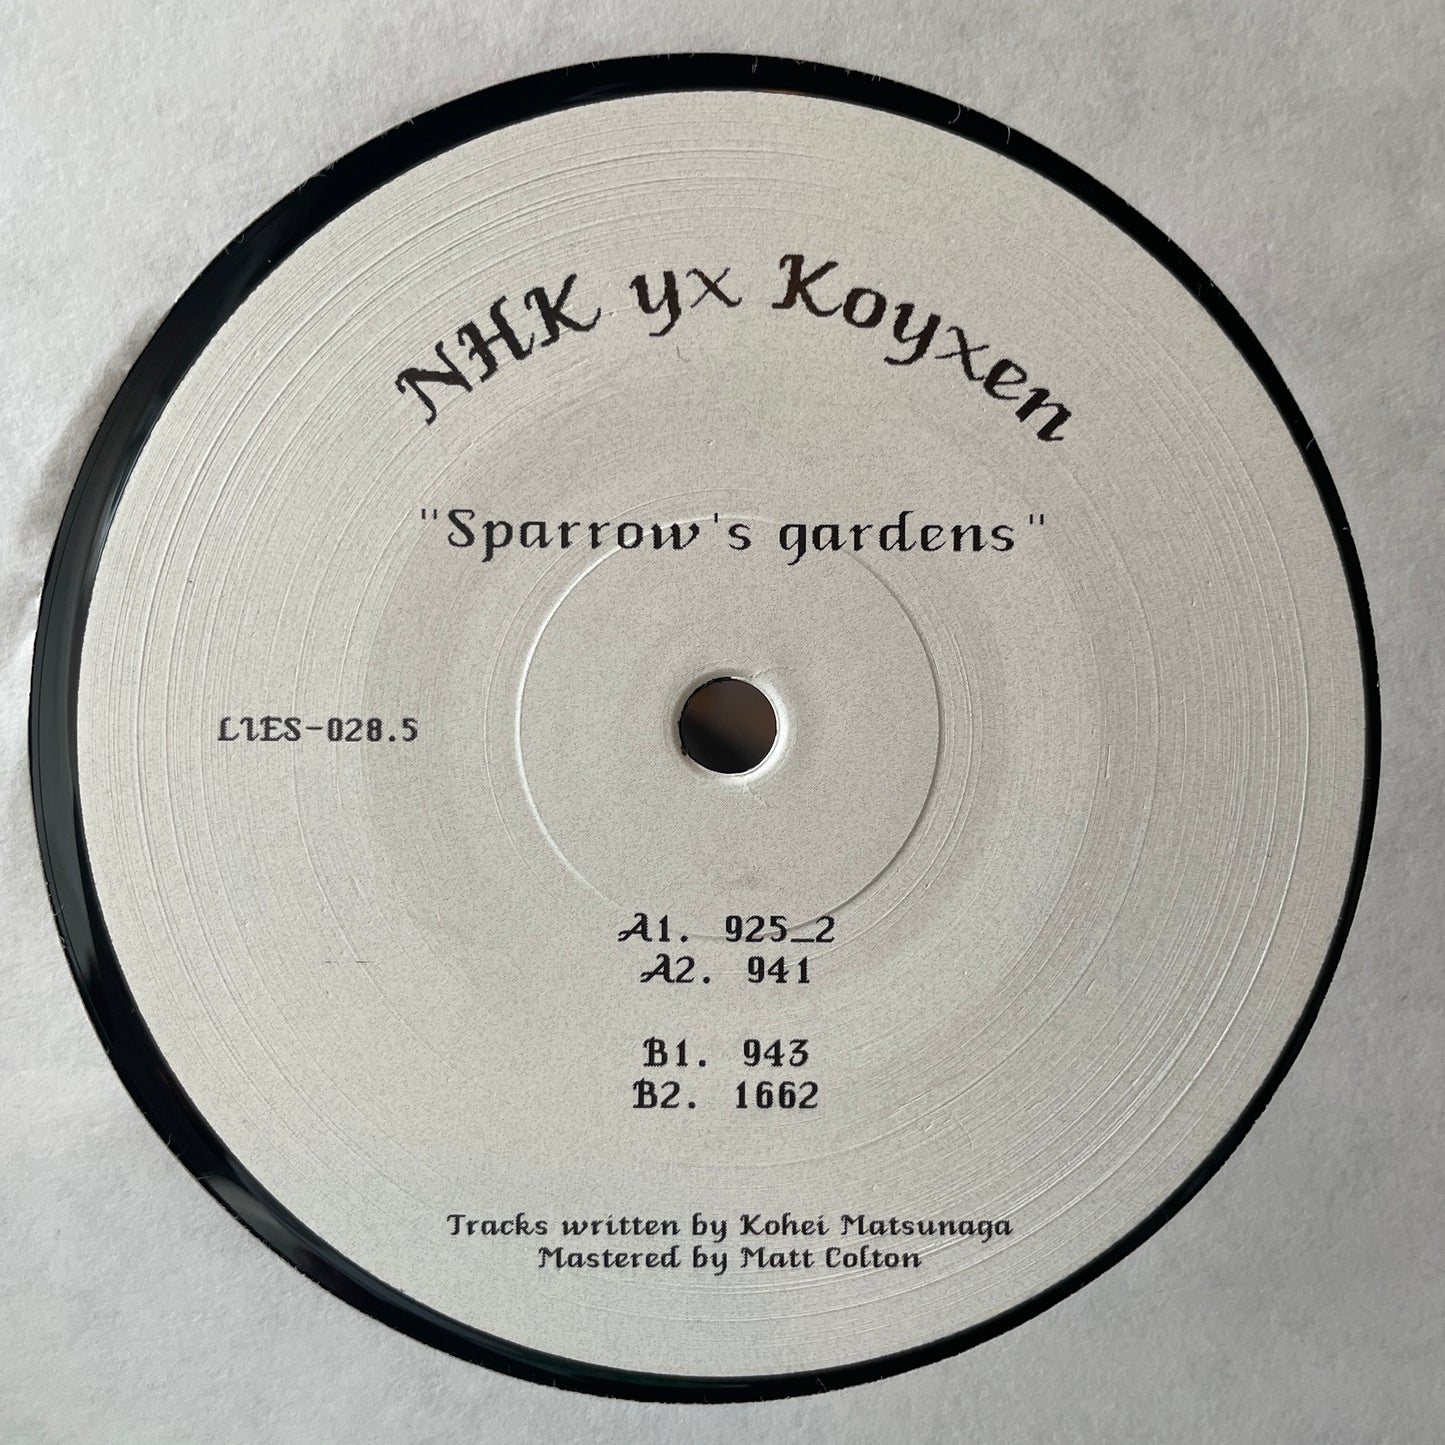 NHK yx Koyxen
"Sparrow's gardens"
LIES-028.5
A1. 925_2
A2. 941
B1. 943
B2. 1662
Tracks written by Kohei Matsunaga
Mastered by Matt Colton